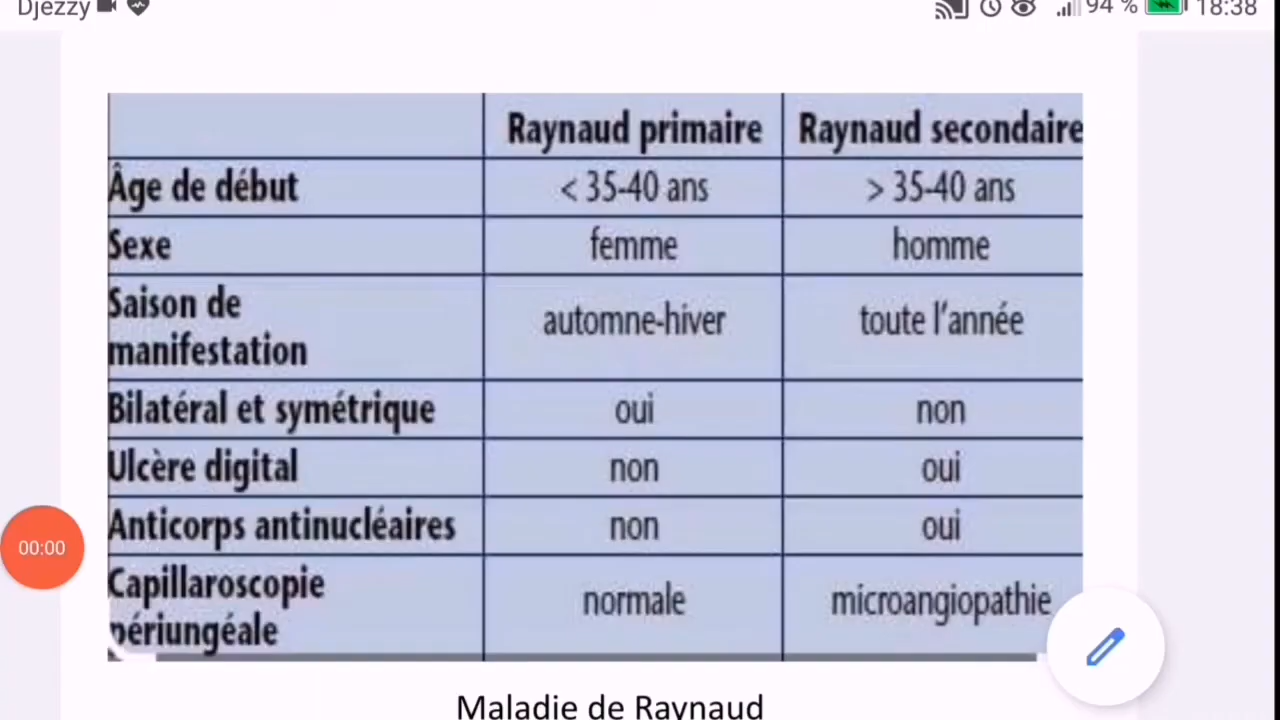 Djezzy 94 % 18:38
Raynaud primaire Raynaud secondaire
Âge de début < 35-40 ans > 35-40 ans
Sexe femme homme
Saison de
manifestation automne-hiver toute l'année
Bilatéral et symétrique oui non
Ulcère digital non oui
Anticorps antinucléaires non oui
00:00
Capillaroscopie
périungéale normale microangiopathie
Maladie de Raynaud